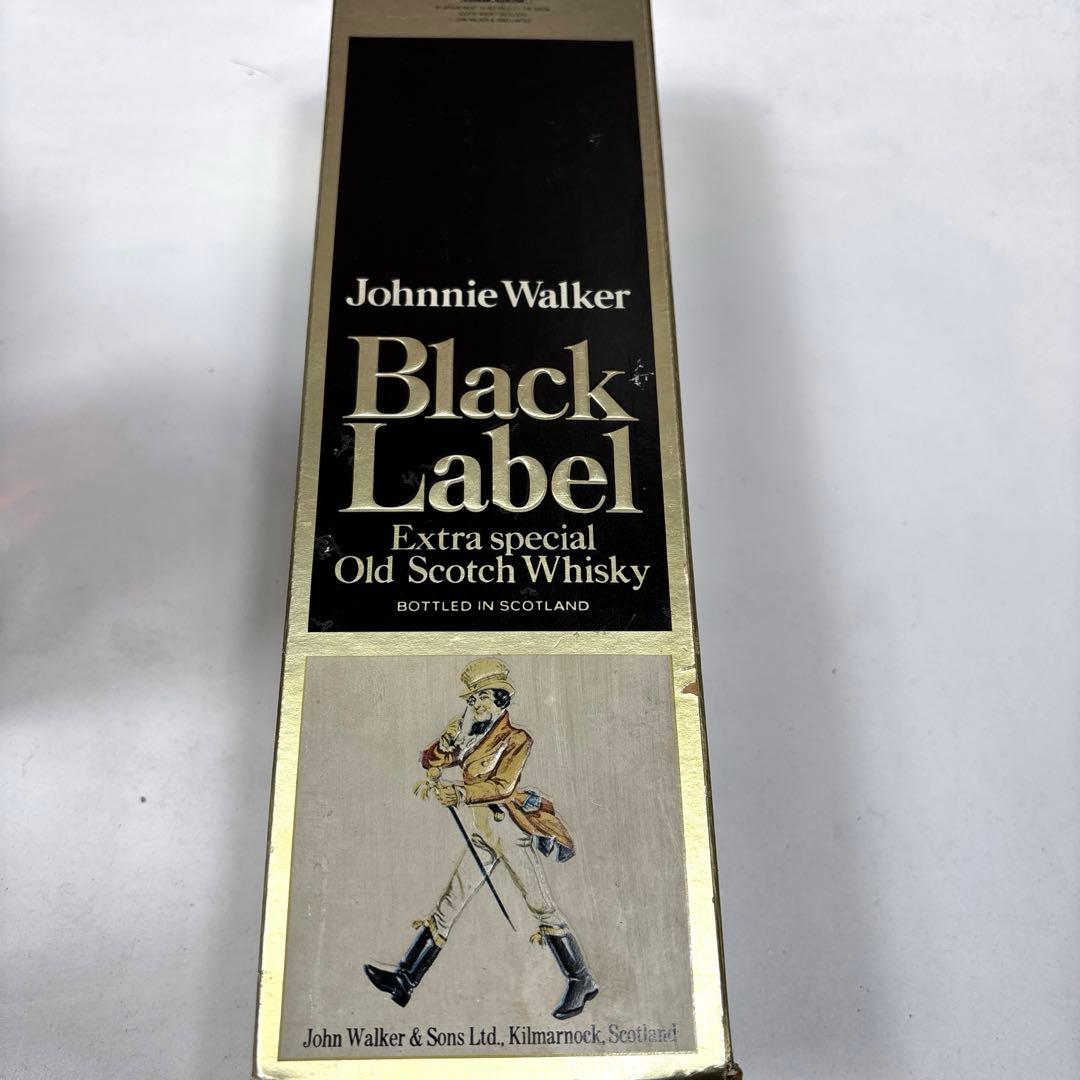 Johnnie Walker
Black
Label
Extra special
Old Scotch Whisky
BOTTLED IN SCOTLAND
John Walker & Sons Ltd., Kilmarnock, Scotland